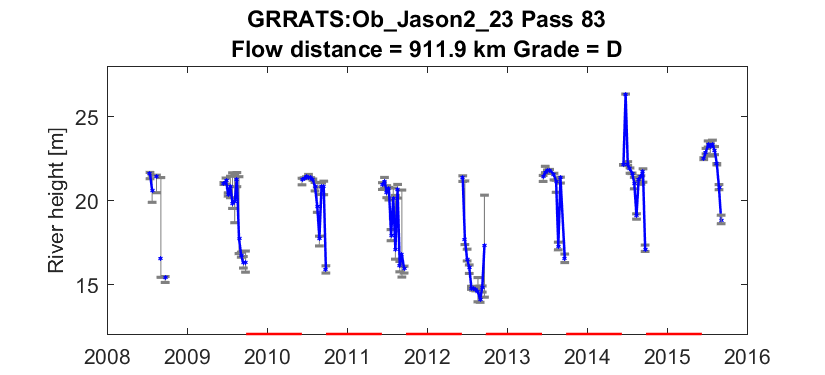 GRRATS:Ob_Jason2_23 Pass 83
Flow distance = 911.9 km Grade = D
River height [m]
25
20
15
2008 2009 2010 2011 2012 2013 2014 2015 2016